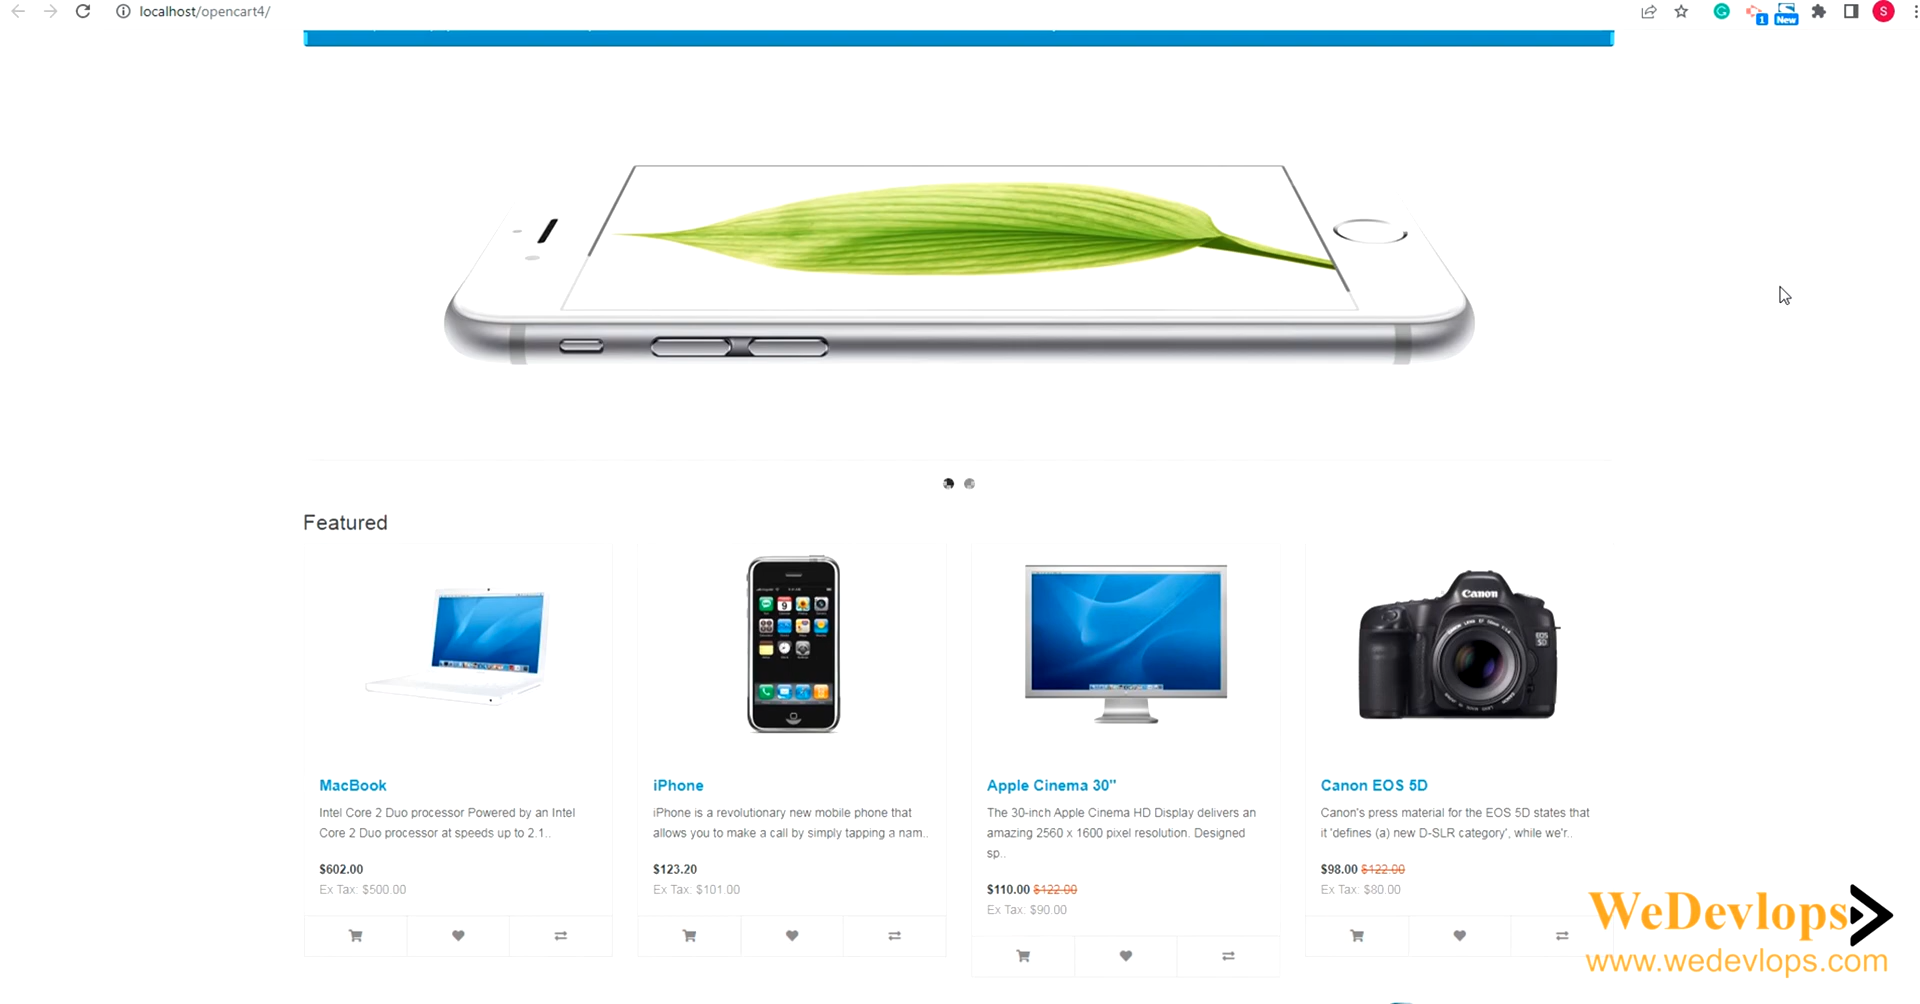 localhost/opencart4/
1
New
S
Featured
Canon
EOS
5D
MacBook
Intel Core 2 Duo processor Powered by an Intel
Core 2 Duo processor at speeds up to 2.1..
$602.00
Ex Tax: $500.00
iPhone
iPhone is a revolutionary new mobile phone that
allows you to make a call by simply tapping a nam..
$123.20
Ex Tax: $101.00
Apple Cinema 30"
The 30-inch Apple Cinema HD Display delivers an
amazing 2560 x 1600 pixel resolution. Designed
sp..
$110.00 $122.00
Ex Tax: $90.00
Canon EOS 5D
Canon's press material for the EOS 5D states that
it 'defines (a) new D-SLR category', while we'r..
$98.00 $122.00
Ex Tax: $80.00
WeDevlops
www.wedevlops.com